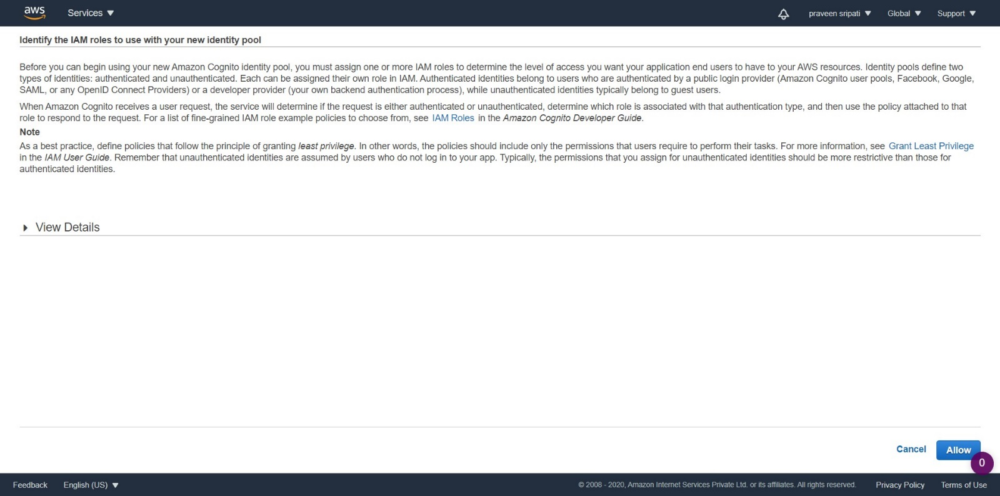 aws Services praveen sripati Global Support
Identify the IAM roles to use with your new identity pool
Before you can begin using your new Amazon Cognito identity pool, you must assign one or more IAM roles to determine the level of access you want your application end users to have to your AWS resources. Identity pools define two
types of identities: authenticated and unauthenticated. Each can be assigned their own role in IAM. Authenticated identities belong to users who are authenticated by a public login provider (Amazon Cognito user pools, Facebook, Google,
SAML, or any OpenID Connect Providers) or a developer provider (your own backend authentication process), while unauthenticated identities typically belong to guest users.
When Amazon Cognito receives a user request, the service will determine if the request is either authenticated or unauthenticated, determine which role is associated with that authentication type, and then use the policy attached to that
role to respond to the request. For a list of fine-grained IAM role example policies to choose from, see IAM Roles in the Amazon Cognito Developer Guide.
Note
As a best practice, define policies that follow the principle of granting least privilege. In other words, the policies should include only the permissions that users require to perform their tasks. For more information, see Grant Least Privilege
in the IAM User Guide. Remember that unauthenticated identities are assumed by users who do not log in to your app. Typically, the permissions that you assign for unauthenticated identities should be more restrictive than those for
authenticated identities.
View Details
Cancel Allow
0
Feedback English (US) © 2008 - 2020, Amazon Internet Services Private Ltd. or its affiliates. All rights reserved. Privacy Policy Terms of Use